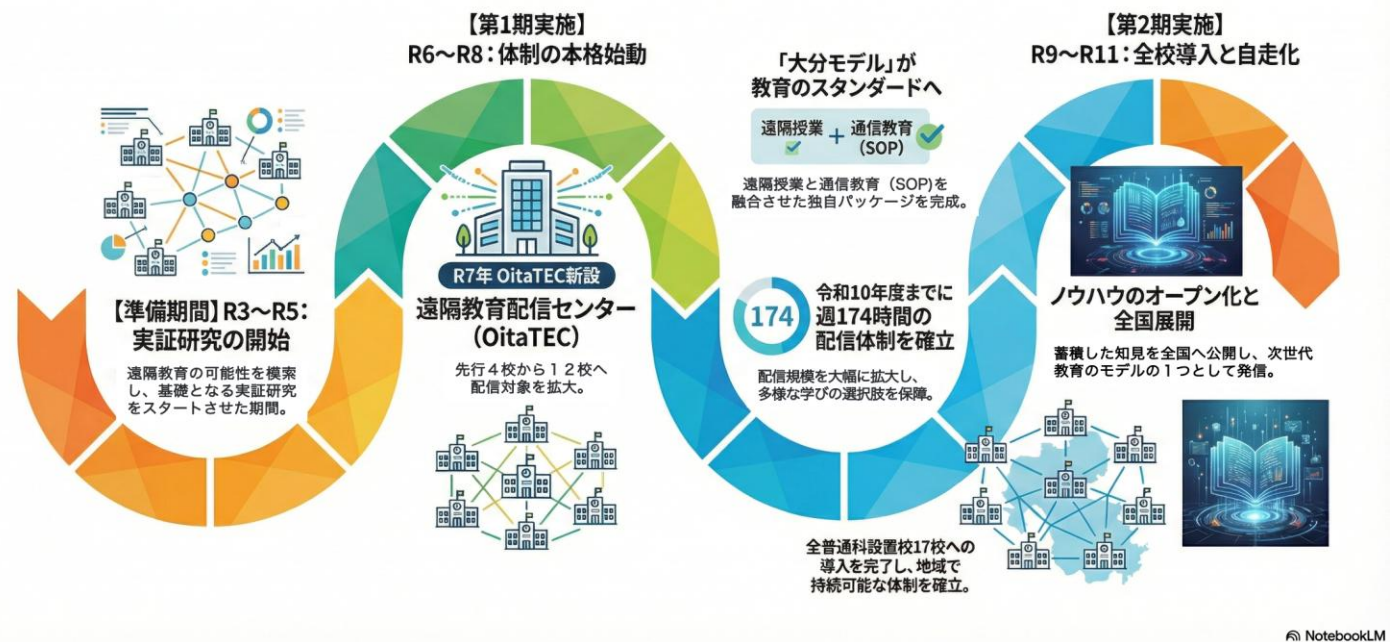 【準備期間】R3〜R5:
実証研究の開始
遠隔教育の可能性を模索
し、基礎となる実証研究
をスタートさせた期間。
【第1期実施】
R6〜R8:体制の本格始動
R7年 OitaTEC新設
遠隔教育配信センター
(OitaTEC)
先行4校から12校へ
配信対象を拡大。
「大分モデル」が
教育のスタンダードへ
遠隔授業 + 通信教育
(SOP)
遠隔授業と通信教育(SOP)を
融合させた独自パッケージを完成。
174
令和10年度までに
週174時間の
配信体制を確立
配信規模を大幅に拡大し、
多様な学びの選択肢を保障。
【第2期実施】
R9〜R11:全校導入と自走化
ノウハウのオープン化と
全国展開
蓄積した知見を全国へ公開し、次世代
教育のモデルの1つとして発信。
全普通科設置校17校への
導入を完了し、地域で
持続可能な体制を確立。
NotebookLM